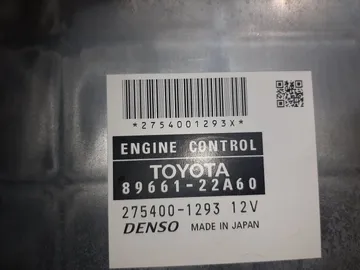 *2754001293X*
ENGINE CONTROL
TOYOTA
89661-22A60
275400-1293 12V
DENSO MADE IN JAPAN